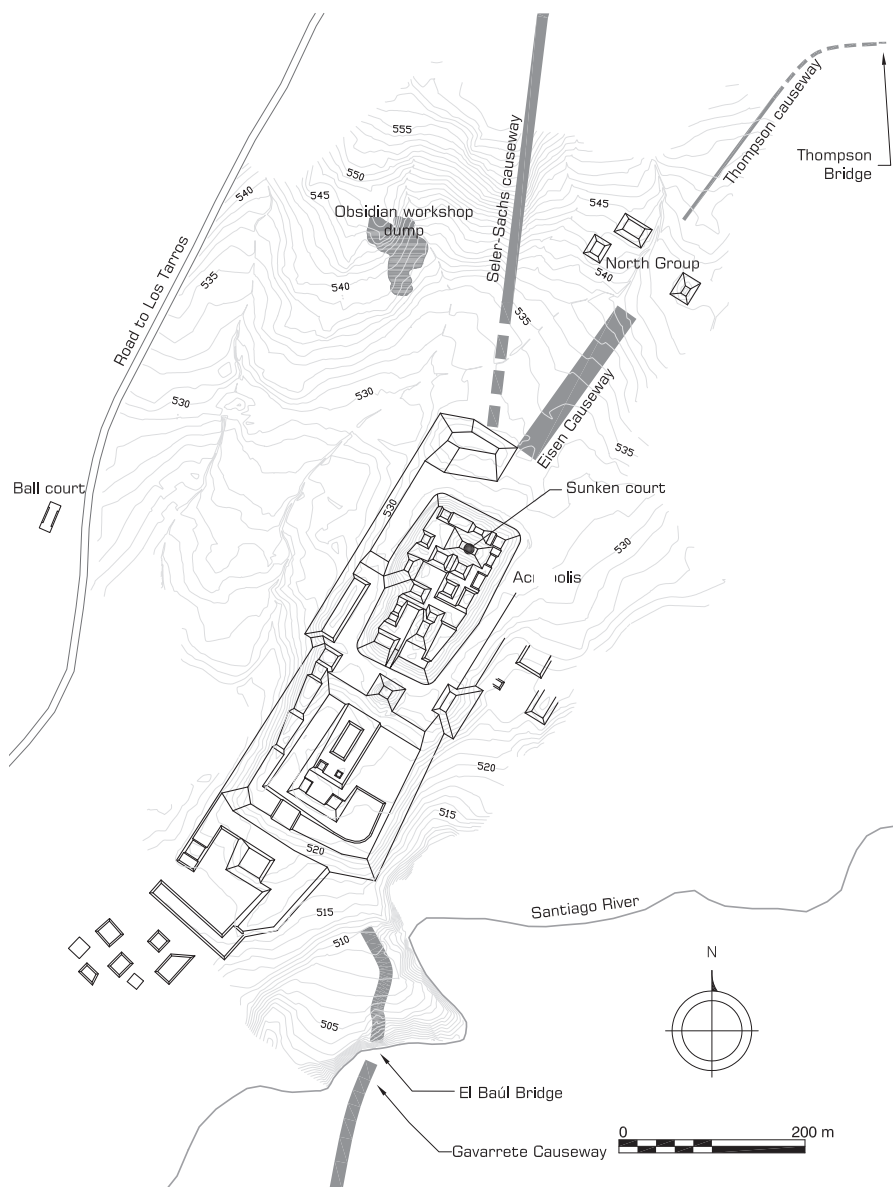 555
Seler-Sachs causeway
Thompson causeway
Thompson
Bridge
550
540
545
545
Obsidian workshop
dump
North Group
540
535
540
535
530
530
Eisen Causeway
535
Road to Los Tarros
Ball court
Sunken court
530
530
Ac polis
520
515
520
515
Santiago River
510
N
505
El Baúl Bridge
0 200 m
Gavarrete Causeway